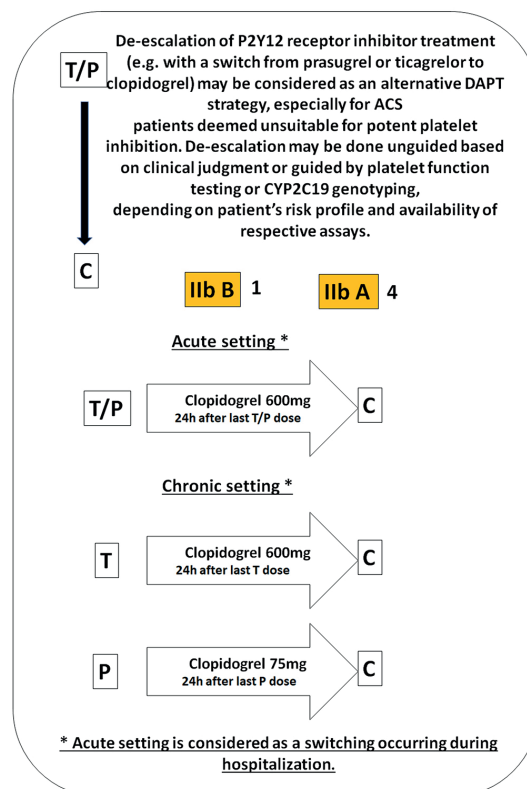 De-escalation of P2Y12 receptor inhibitor treatment
(e.g. with a switch from prasugrel or ticagrelor to
T/P
clopidogrel) may be considered as an alternative DAPT
strategy, especially for ACS
patients deemed unsuitable for potent platelet
inhibition. De-escalation may be done unguided based
on clinical judgment or guided by platelet function
testing or CYP2C19 genotyping,
depending on patient's risk profile and availability of
respective assays.
C
IIb B 1 IIb A 4
Acute setting *
T/P
Clopidogrel 600mg
24h after last T/P dose
C
Chronic setting *
T
Clopidogrel 600mg
24h after last T dose
C
P
Clopidogrel 75mg
24h after last P dose
C
* Acute setting is considered as a switching occurring during
hospitalization.